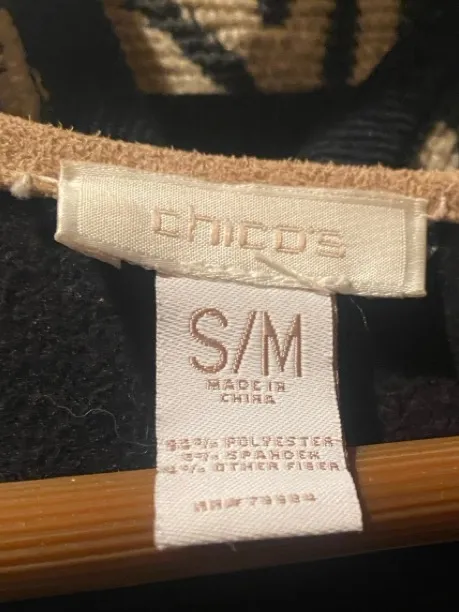 chico's
S/M
MADE IN
CHINA
POLYESTER
SPANDEX
OTHER FIBER